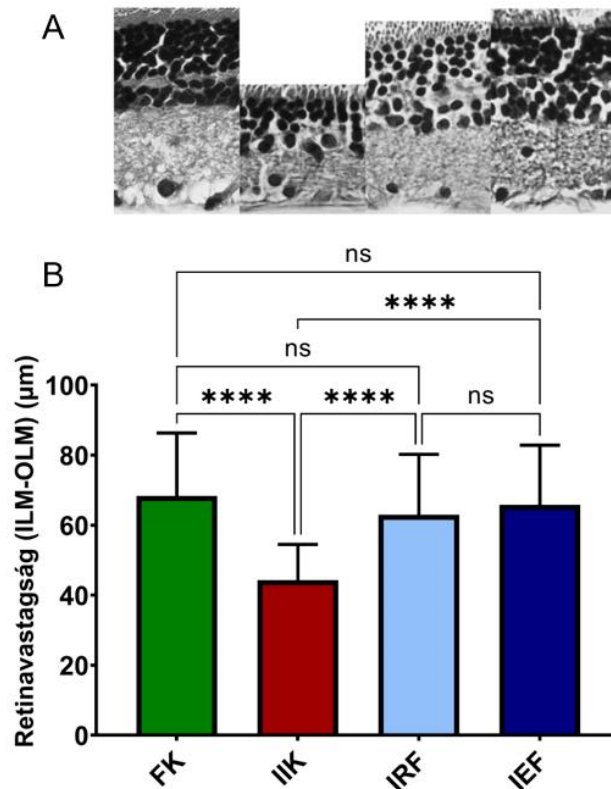 A
B
ns
****
ns
****
****
ns
Retinavastagság (ILM-OLM) (µm)
100
80
60
40
20
0
FK
IIK
IRF
IEF